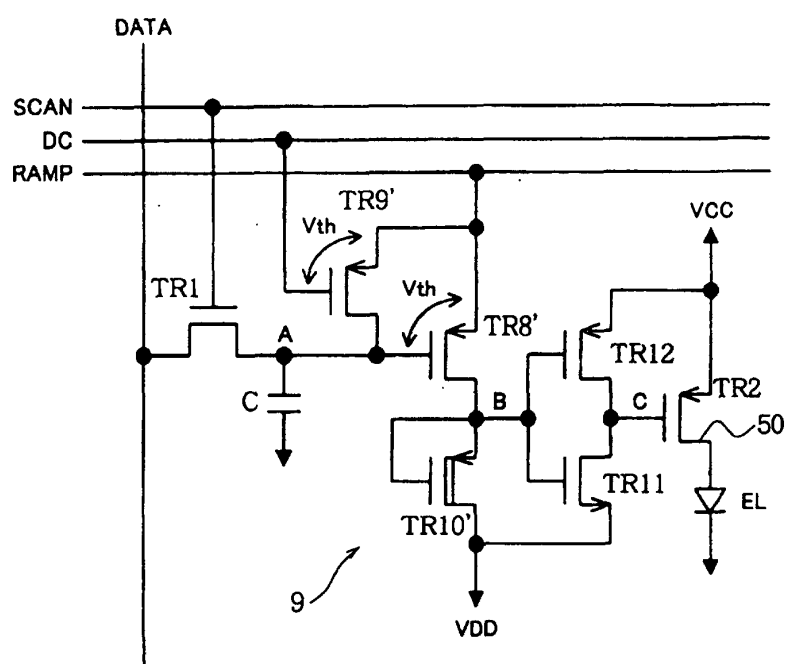 DATA
SCAN
DC
RAMP
TR9'
Vth
VCC
TR1
Vth
A
TR8'
TR12
C
B
C
TR2
50
TR10'
TR11
EL
9
VDD